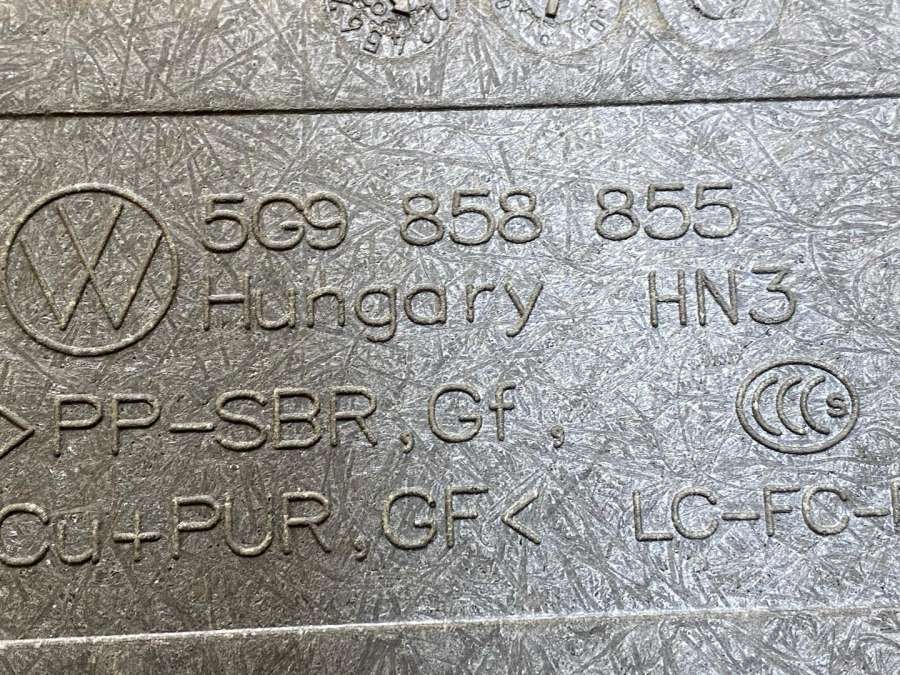 5G9 858 855
Hungary HN3
>PP-SBR,Gf,
Cu+PUR,GF< LC-FC-